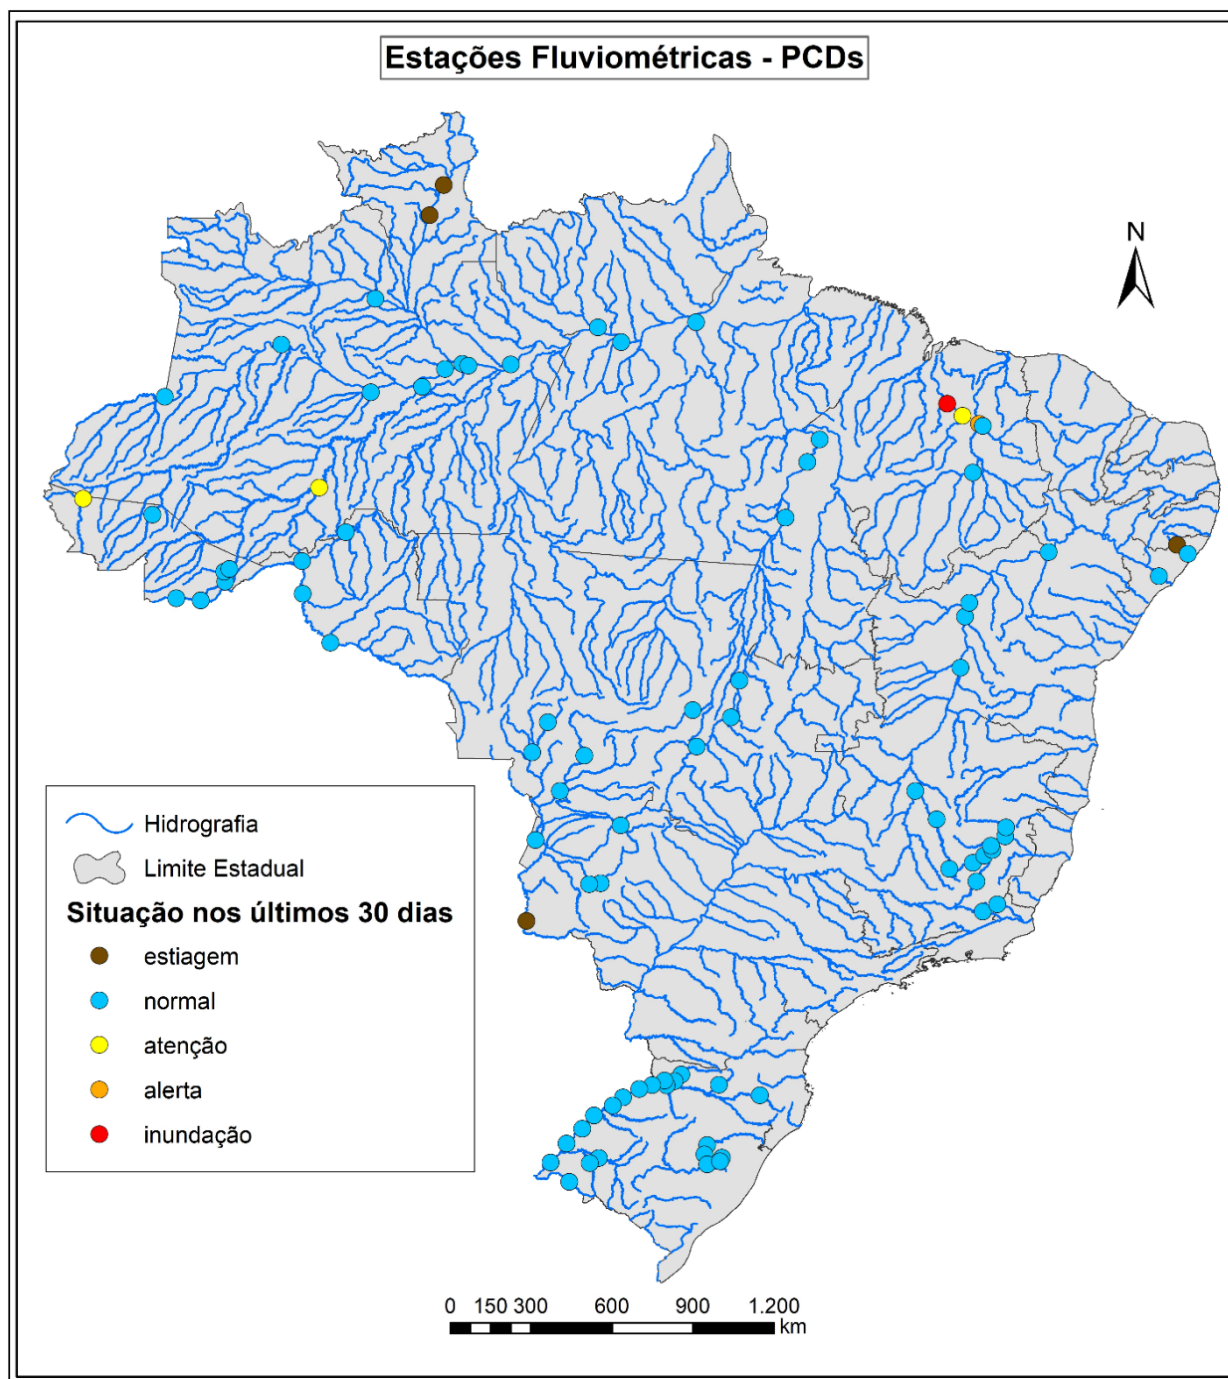 Estações Fluviométricas - PCDs
N
Hidrografia
Limite Estadual
Situação nos últimos 30 dias
estiagem
normal
atenção
alerta
inundação
0 150 300 600 900 1.200
km